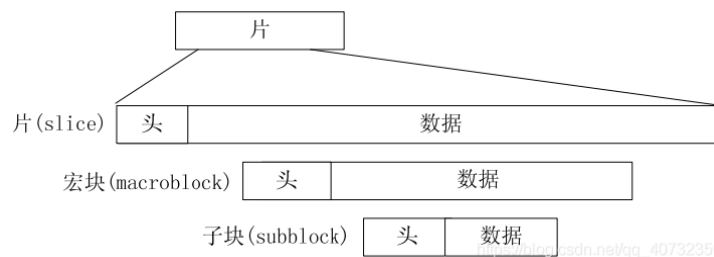 片
片(slice) 头 数据
宏块(macroblock) 头 数据
子块(subblock) 头 数据
https://blog.csdn.net/qq_4073235